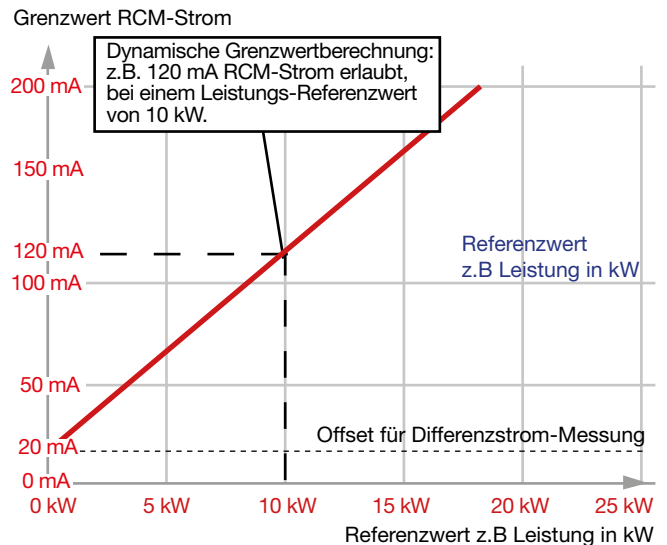 Grenzwert RCM-Strom
Dynamische Grenzwertberechnung:
z.B. 120 mA RCM-Strom erlaubt,
bei einem Leistungs-Referenzwert
von 10 kW.
200 mA
150 mA
120 mA
100 mA
50 mA
20 mA
0 mA
Referenzwert
z.B Leistung in kW
Offset für Differenzstrom-Messung
0 kW
5 kW
10 kW
15 kW
20 kW
25 kW
Referenzwert z.B Leistung in kW